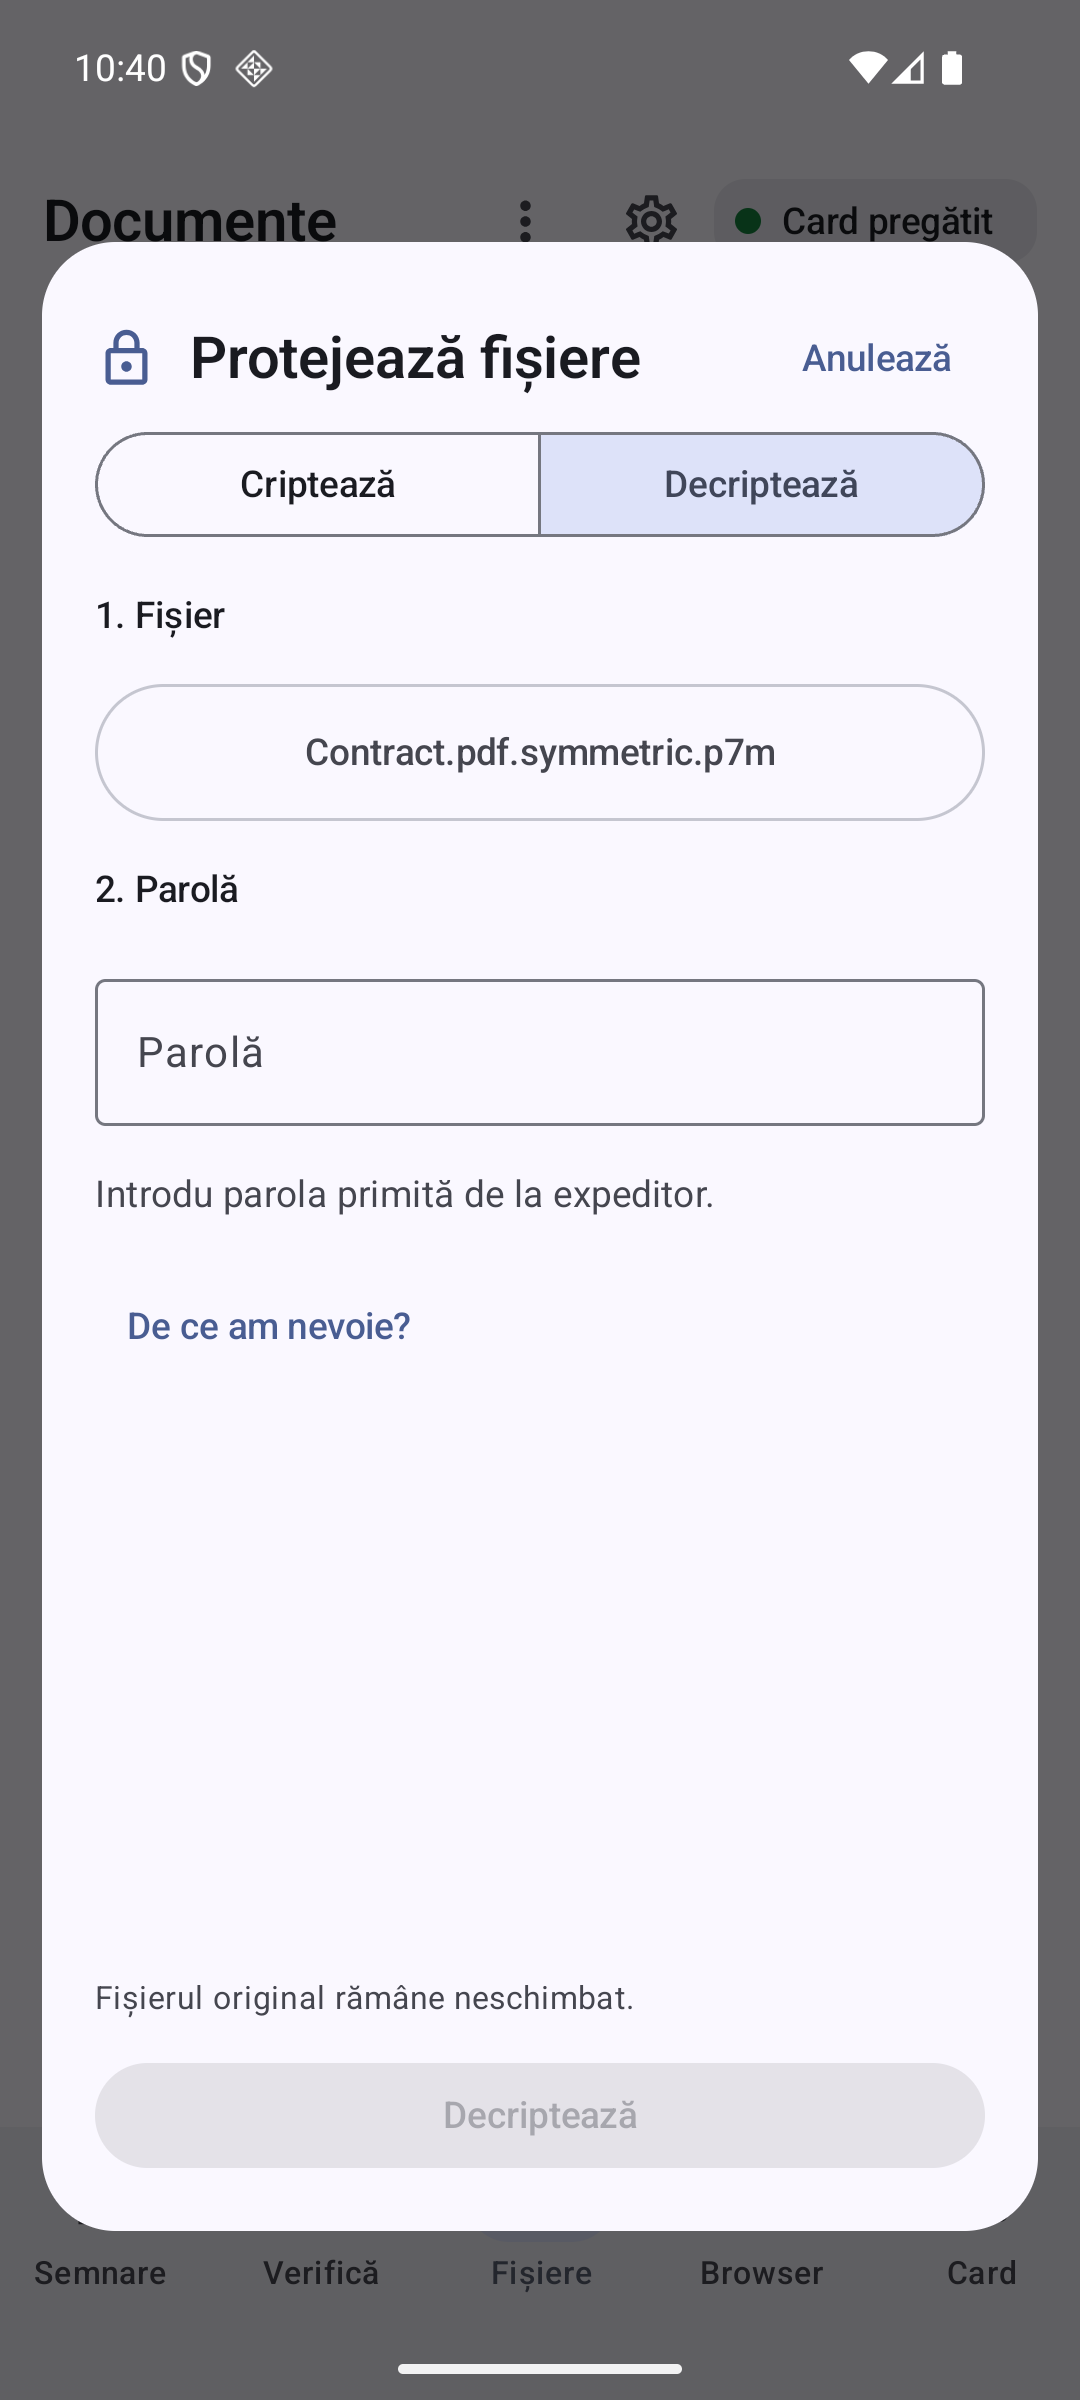 10:40
Documente
Card pregătit
Protejează fișiere
Anulează
Criptează
Decriptează
1. Fișier
Contract.pdf.symmetric.p7m
2. Parolă
Parolă
Introdu parola primită de la expeditor.
De ce am nevoie?
Fișierul original rămâne neschimbat.
Decriptează
Semnare
Verifică
Fișiere
Browser
Card